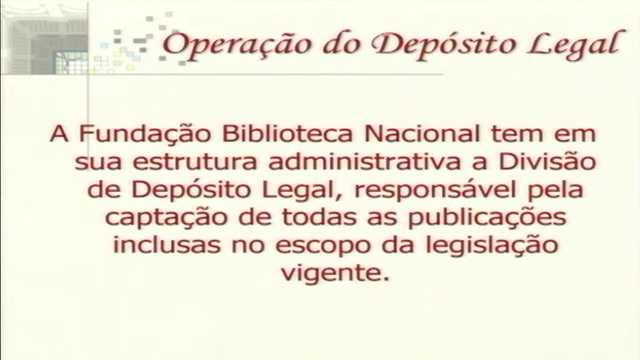 Operação do Depósito Legal
A Fundação Biblioteca Nacional tem em
sua estrutura administrativa a Divisão
de Depósito Legal, responsável pela
captação de todas as publicações
inclusas no escopo da legislação
vigente.